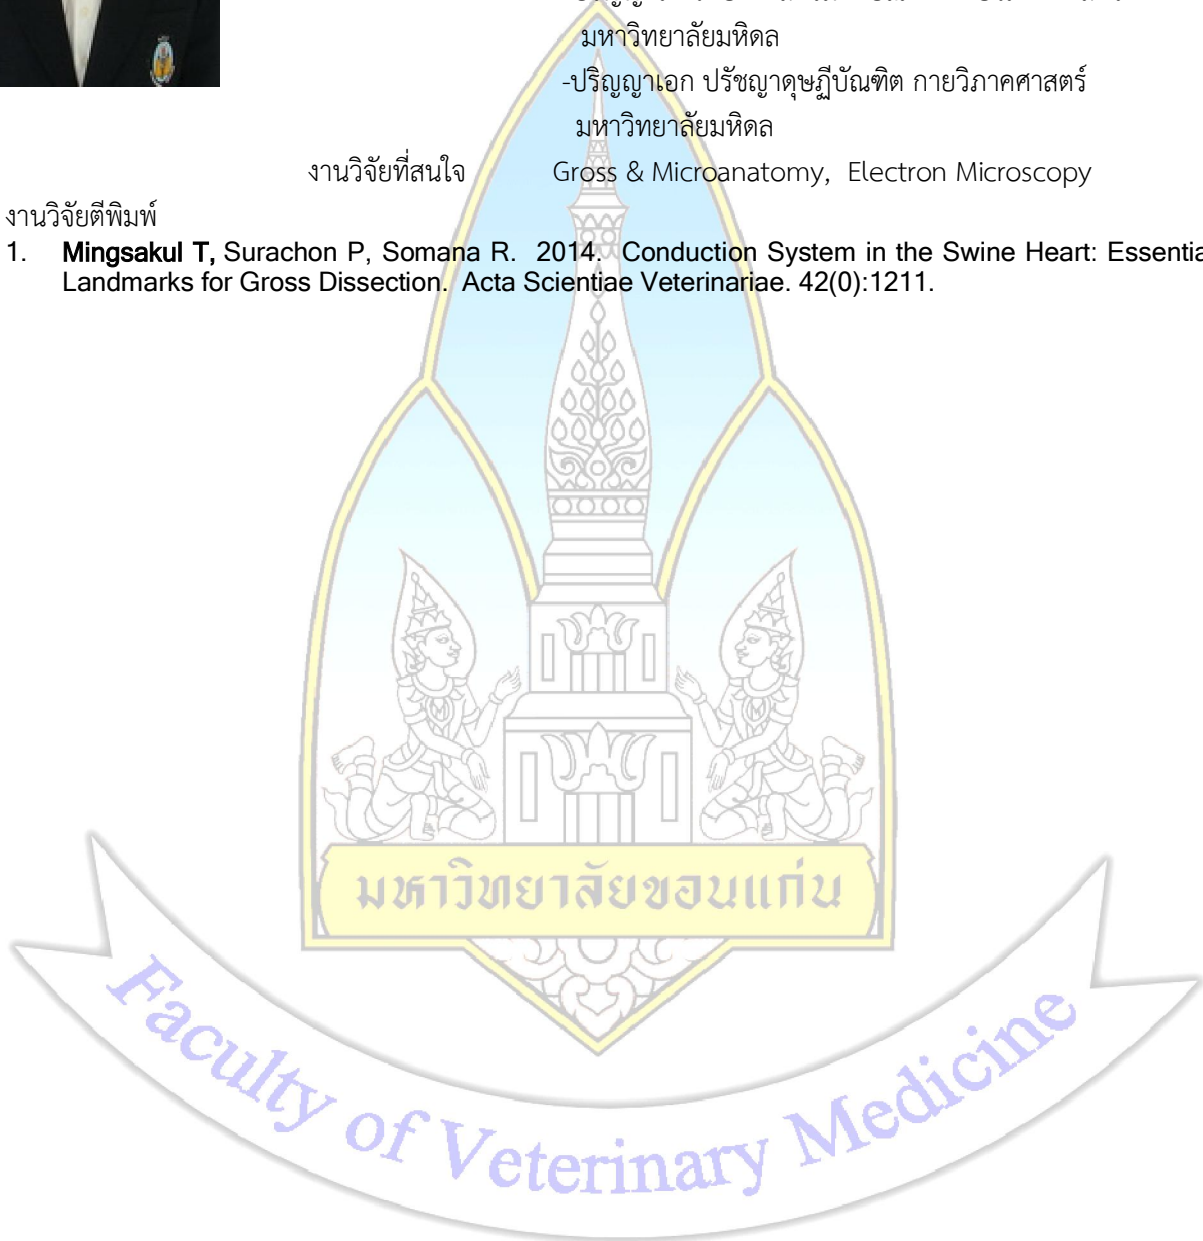 มหาวิทยาลัยมหิดล
-ปริญญาเอก ปรัชญาดุษฎีบัณฑิต กายวิภาคศาสตร์
มหาวิทยาลัยมหิดล
งานวิจัยที่สนใจ Gross & Microanatomy, Electron Microscopy
งานวิจัยตีพิมพ์
1. Mingsakul T, Surachon P, Somana R. 2014. Conduction System in the Swine Heart: Essentia
Landmarks for Gross Dissection. Acta Scientiae Veterinariae. 42(0):1211.
มหาวิทยาลัยขอนแก่น
Faculty of Veterinary Medicine